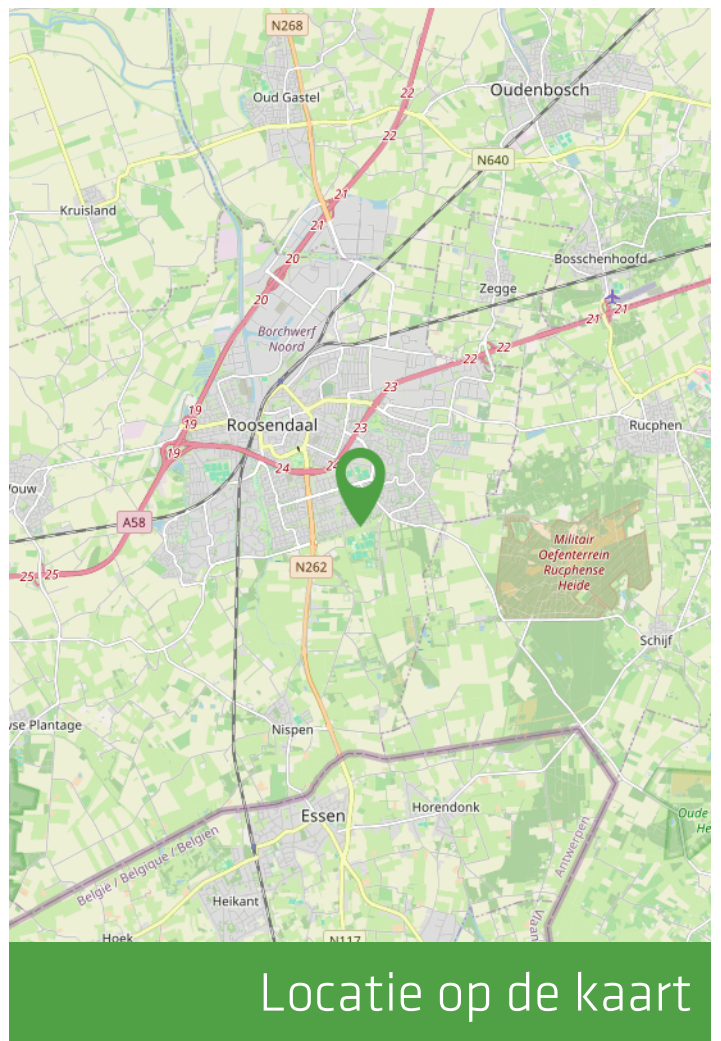 N268
22
Oudenbosch
Oud Gastel
22
N640
21
Kruisland
21
20
Bosschenhoofd
Zegge
20
21
21
Borchwerf
Noord
22
22
23
19
19
Roosendaal
23
Rucphen
19
24
24
A58
Militair
Oefenterrein
Rucphense
Heide
N262
25
25
Schijf
Nispen
Plantage
Essen
Horendonk
Oude
België / Belgique / Belgien
Antwerpen
Heikant
Vlaan
Hoek
N117
Locatie op de kaart